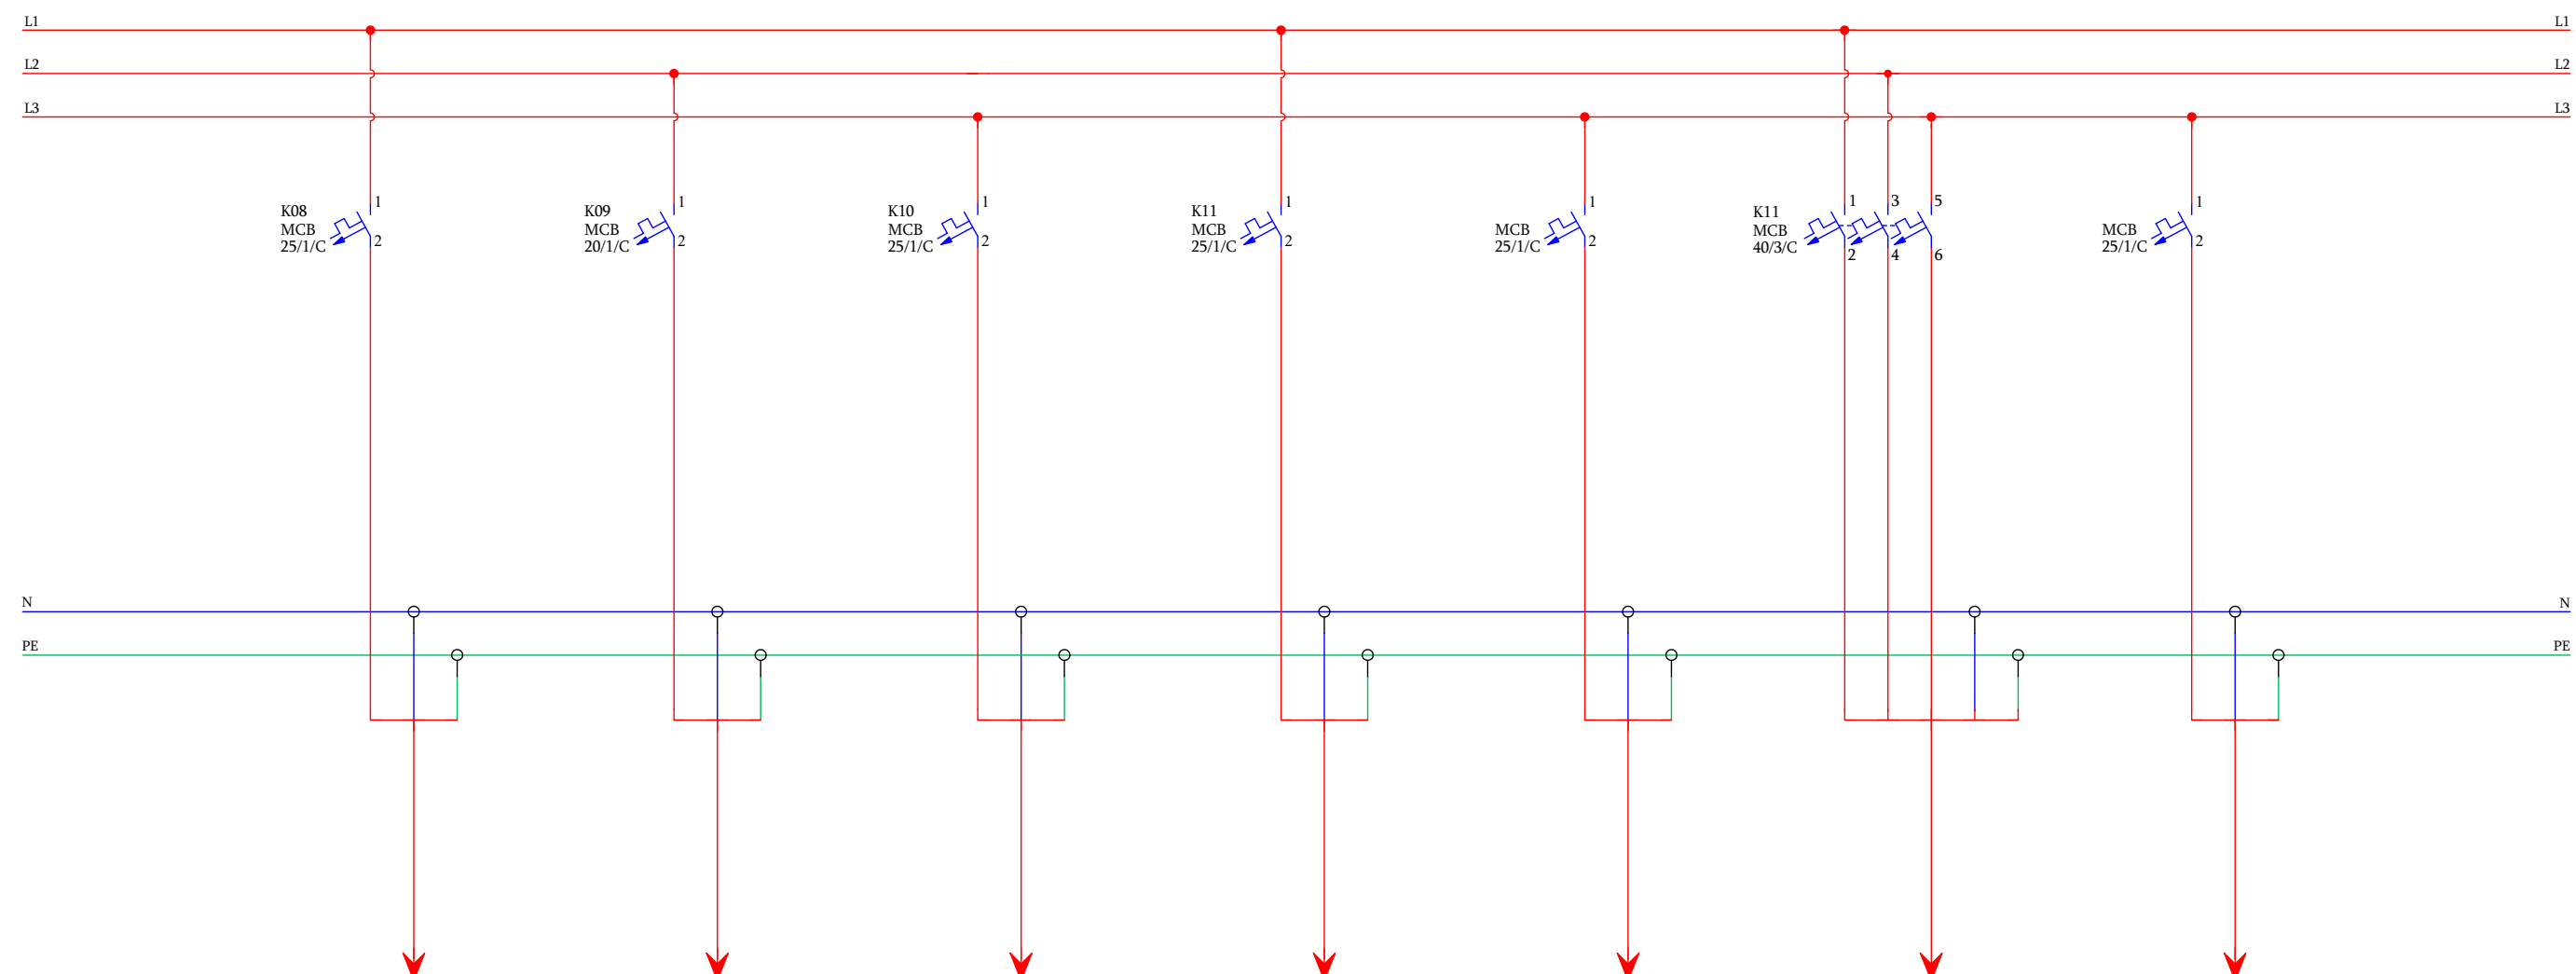 L1 L1
L2 L2
L3 L3
K08
MCB
25/1/C
1
2
K09
MCB
20/1/C
1
2
K10
MCB
25/1/C
1
2
K11
MCB
25/1/C
1
2
MCB
25/1/C
1
2
K11
MCB
40/3/C
1 3 5
2 4 6
MCB
25/1/C
1
2
N N
PE PE